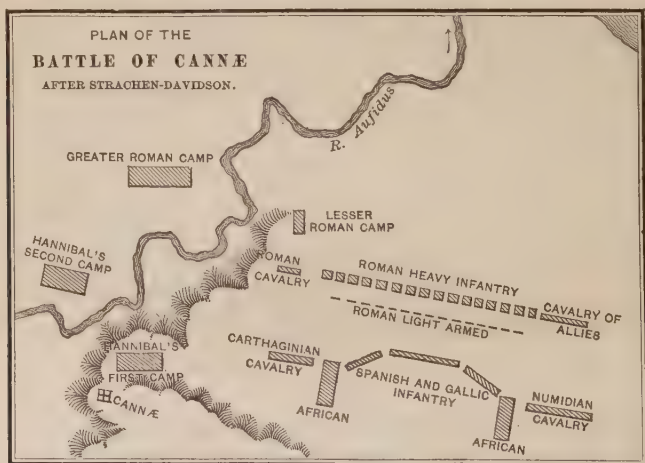 PLAN OF THE
BATTLE OF CANNÆ
AFTER STRACHEN-DAVIDSON.
R. Aufidus
GREATER ROMAN CAMP
LESSER
ROMAN CAMP
HANNIBAL'S
SECOND CAMP
ROMAN
CAVALRY
ROMAN HEAVY INFANTRY
CAVALRY OF
ALLIES
ROMAN LIGHT ARMED
HANNIBAL'S
FIRST CAMP
CARTHAGINIAN
CAVALRY
SPANISH AND GALLIC
INFANTRY
CANNÆ
AFRICAN
NUMIDIAN
CAVALRY
AFRICAN